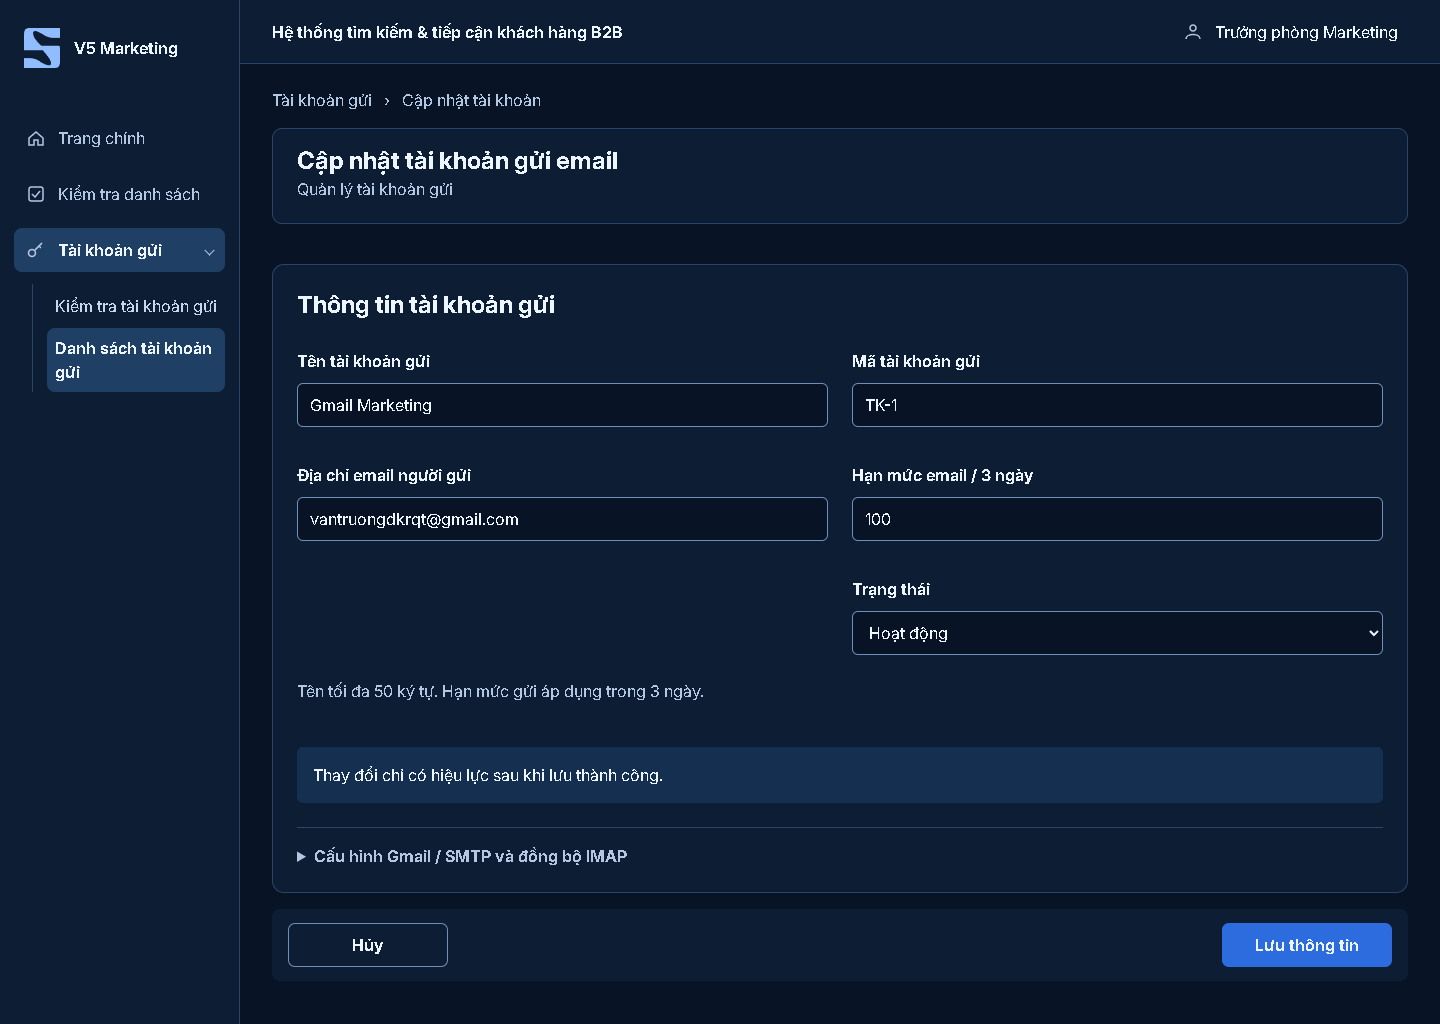 V5 Marketing
Hệ thống tìm kiếm & tiếp cận khách hàng B2B
Trưởng phòng Marketing
Trang chính
Kiểm tra danh sách
Tài khoản gửi
Kiểm tra tài khoản gửi
Danh sách tài khoản
gửi
Tài khoản gửi › Cập nhật tài khoản
Cập nhật tài khoản gửi email
Quản lý tài khoản gửi
Thông tin tài khoản gửi
Tên tài khoản gửi
Mã tài khoản gửi
Gmail Marketing
TK-1
Địa chỉ email người gửi
Hạn mức email / 3 ngày
vantruongdkrqt@gmail.com
100
Trạng thái
Hoạt động
Tên tối đa 50 ký tự. Hạn mức gửi áp dụng trong 3 ngày.
Thay đổi chỉ có hiệu lực sau khi lưu thành công.
Cấu hình Gmail / SMTP và đồng bộ IMAP
Hủy
Lưu thông tin